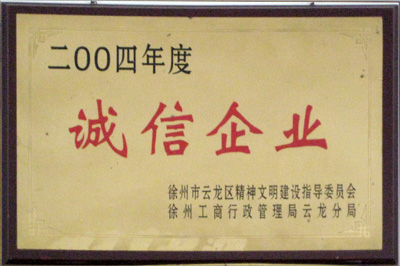 二OO四年度
诚信企业
徐州市云龙区精神文明建设指导委员会
徐州工商行政管理局云龙分局